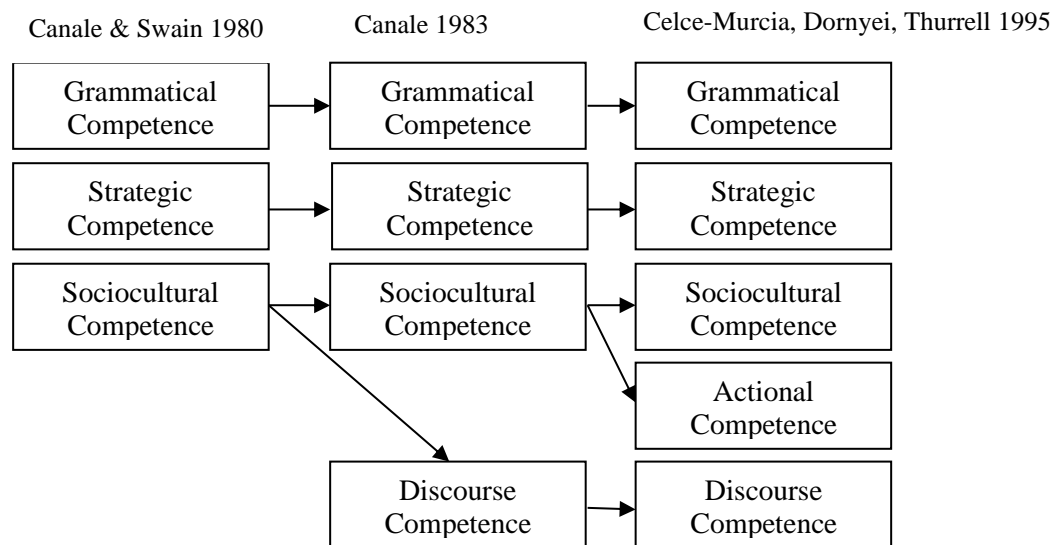 Canale & Swain 1980
Canale 1983
Celce-Murcia, Dornyei, Thurrell 1995
Grammatical
Competence
Grammatical
Competence
Grammatical
Competence
Strategic
Competence
Strategic
Competence
Strategic
Competence
Sociocultural
Competence
Sociocultural
Competence
Sociocultural
Competence
Actional
Competence
Discourse
Competence
Discourse
Competence